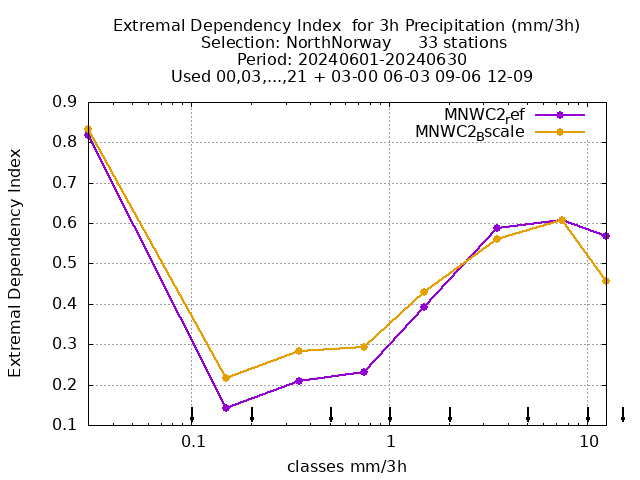 Extremal Dependency Index  for 3h Precipitation (mm/3h)
Selection: NorthNorway     33 stations
Period: 20240601-20240630
Used 00,03,...,21 + 03-00 06-03 09-06 12-09
MNWC2ref
MNWC2Bscale
0.9
0.8
0.7
0.6
0.5
0.4
0.3
0.2
0.1
Extremal Dependency Index
0.1
1
10
classes mm/3h